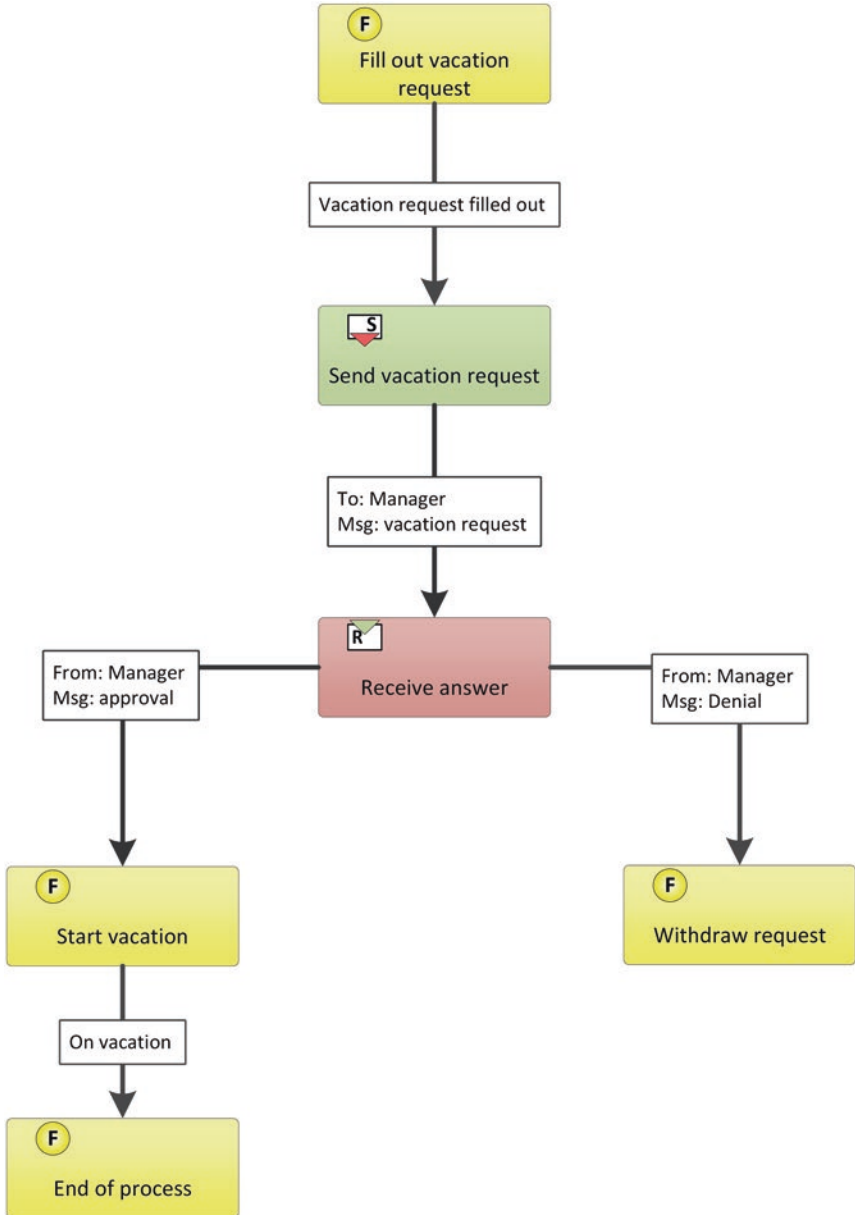 F
Fill out vacation
request
Vacation request filled out
S
Send vacation request
To: Manager
Msg: vacation request
R
Receive answer
From: Manager
Msg: approval
From: Manager
Msg: Denial
F
Start vacation
F
Withdraw request
On vacation
F
End of process